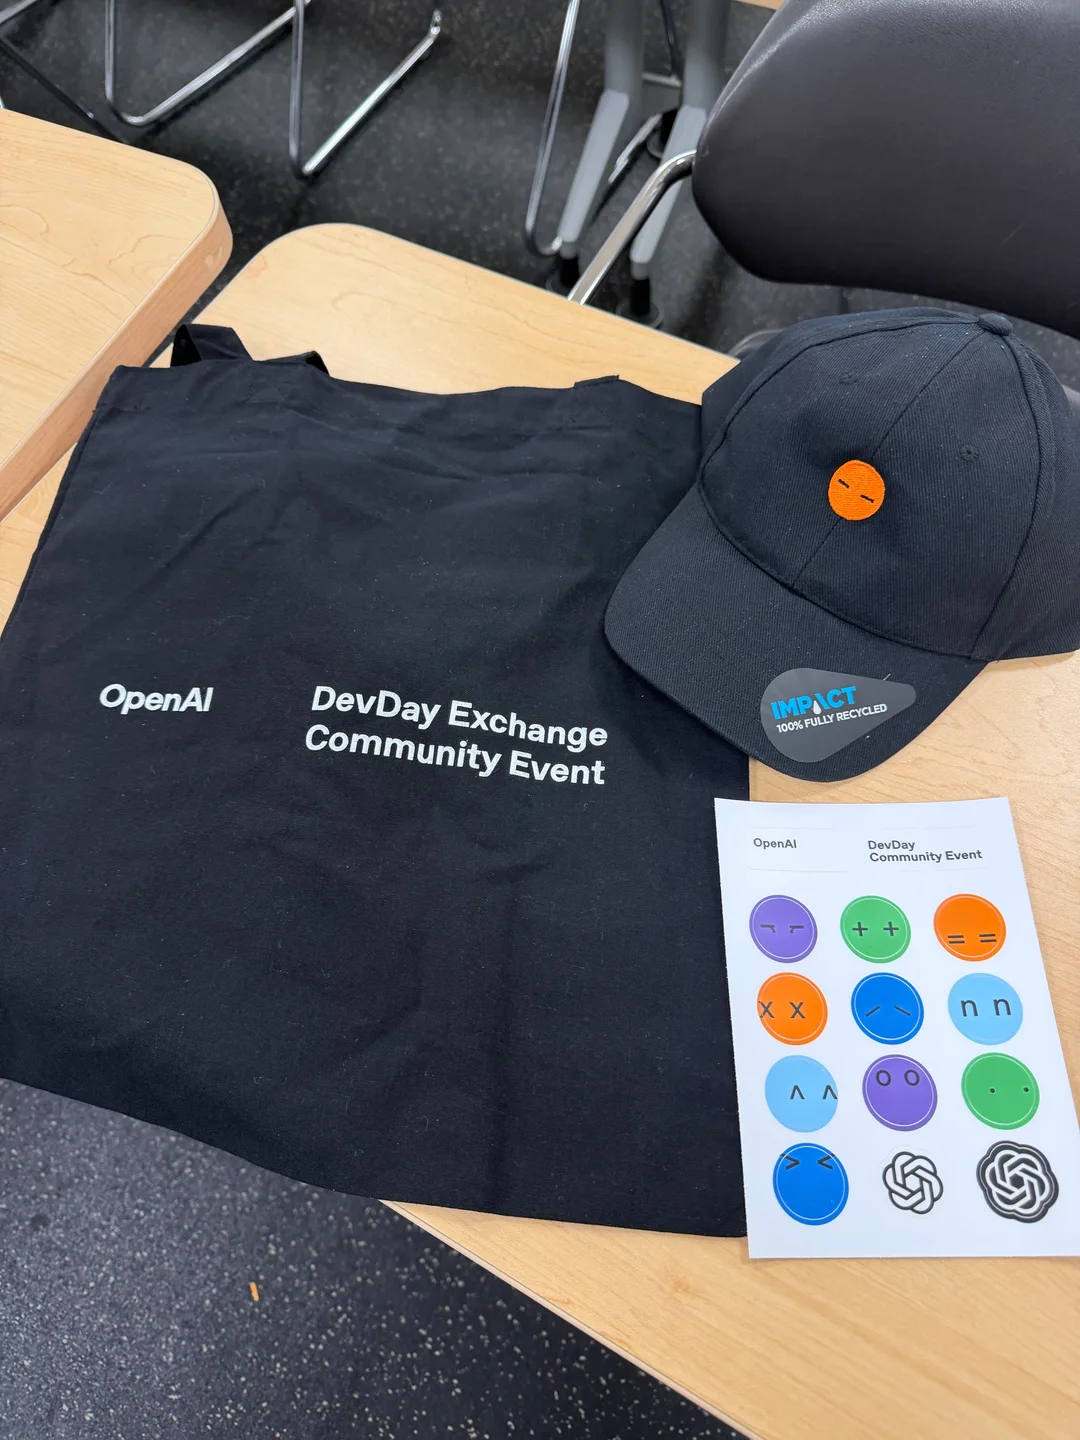 OpenAI
DevDay Exchange
Community Event
IMPACT
100% FULLY RECYCLED
OpenAI
DevDay
Community Event
+ +
= =
x x
n n
^ ^
o o
. .
> <